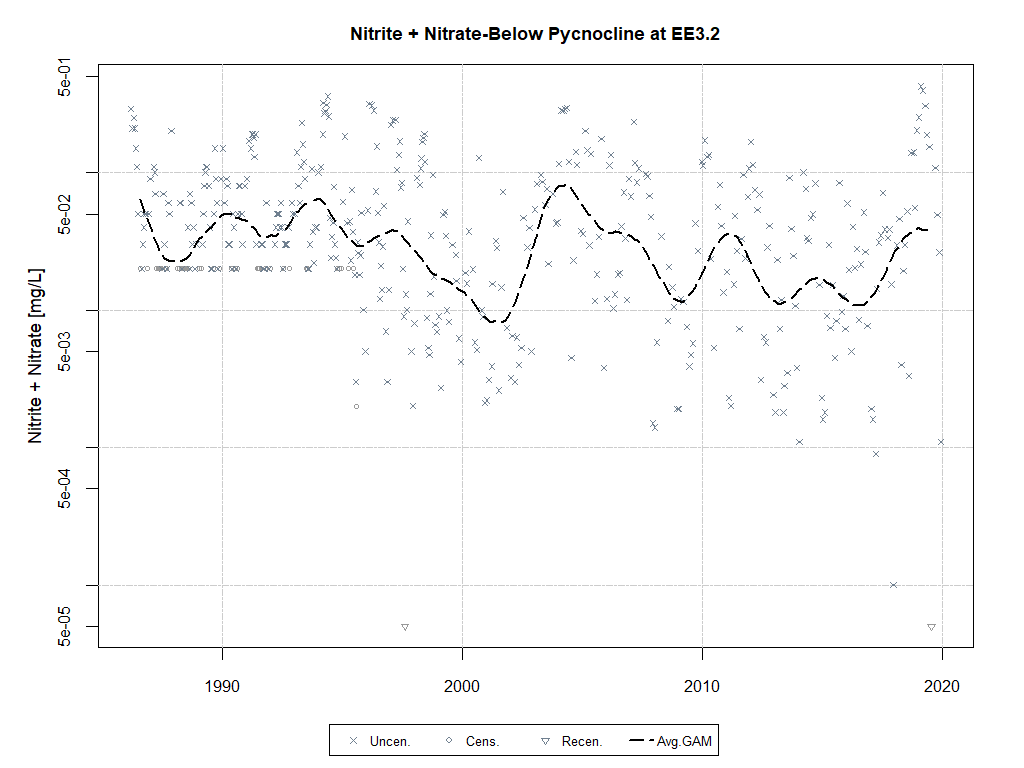 Nitrite + Nitrate-Below Pycnocline at EE3.2
Nitrite + Nitrate [mg/L]
5e-01
5e-02
5e-03
5e-04
5e-05
1990 2000 2010 2020
Uncen. Cens. Recen. Avg.GAM